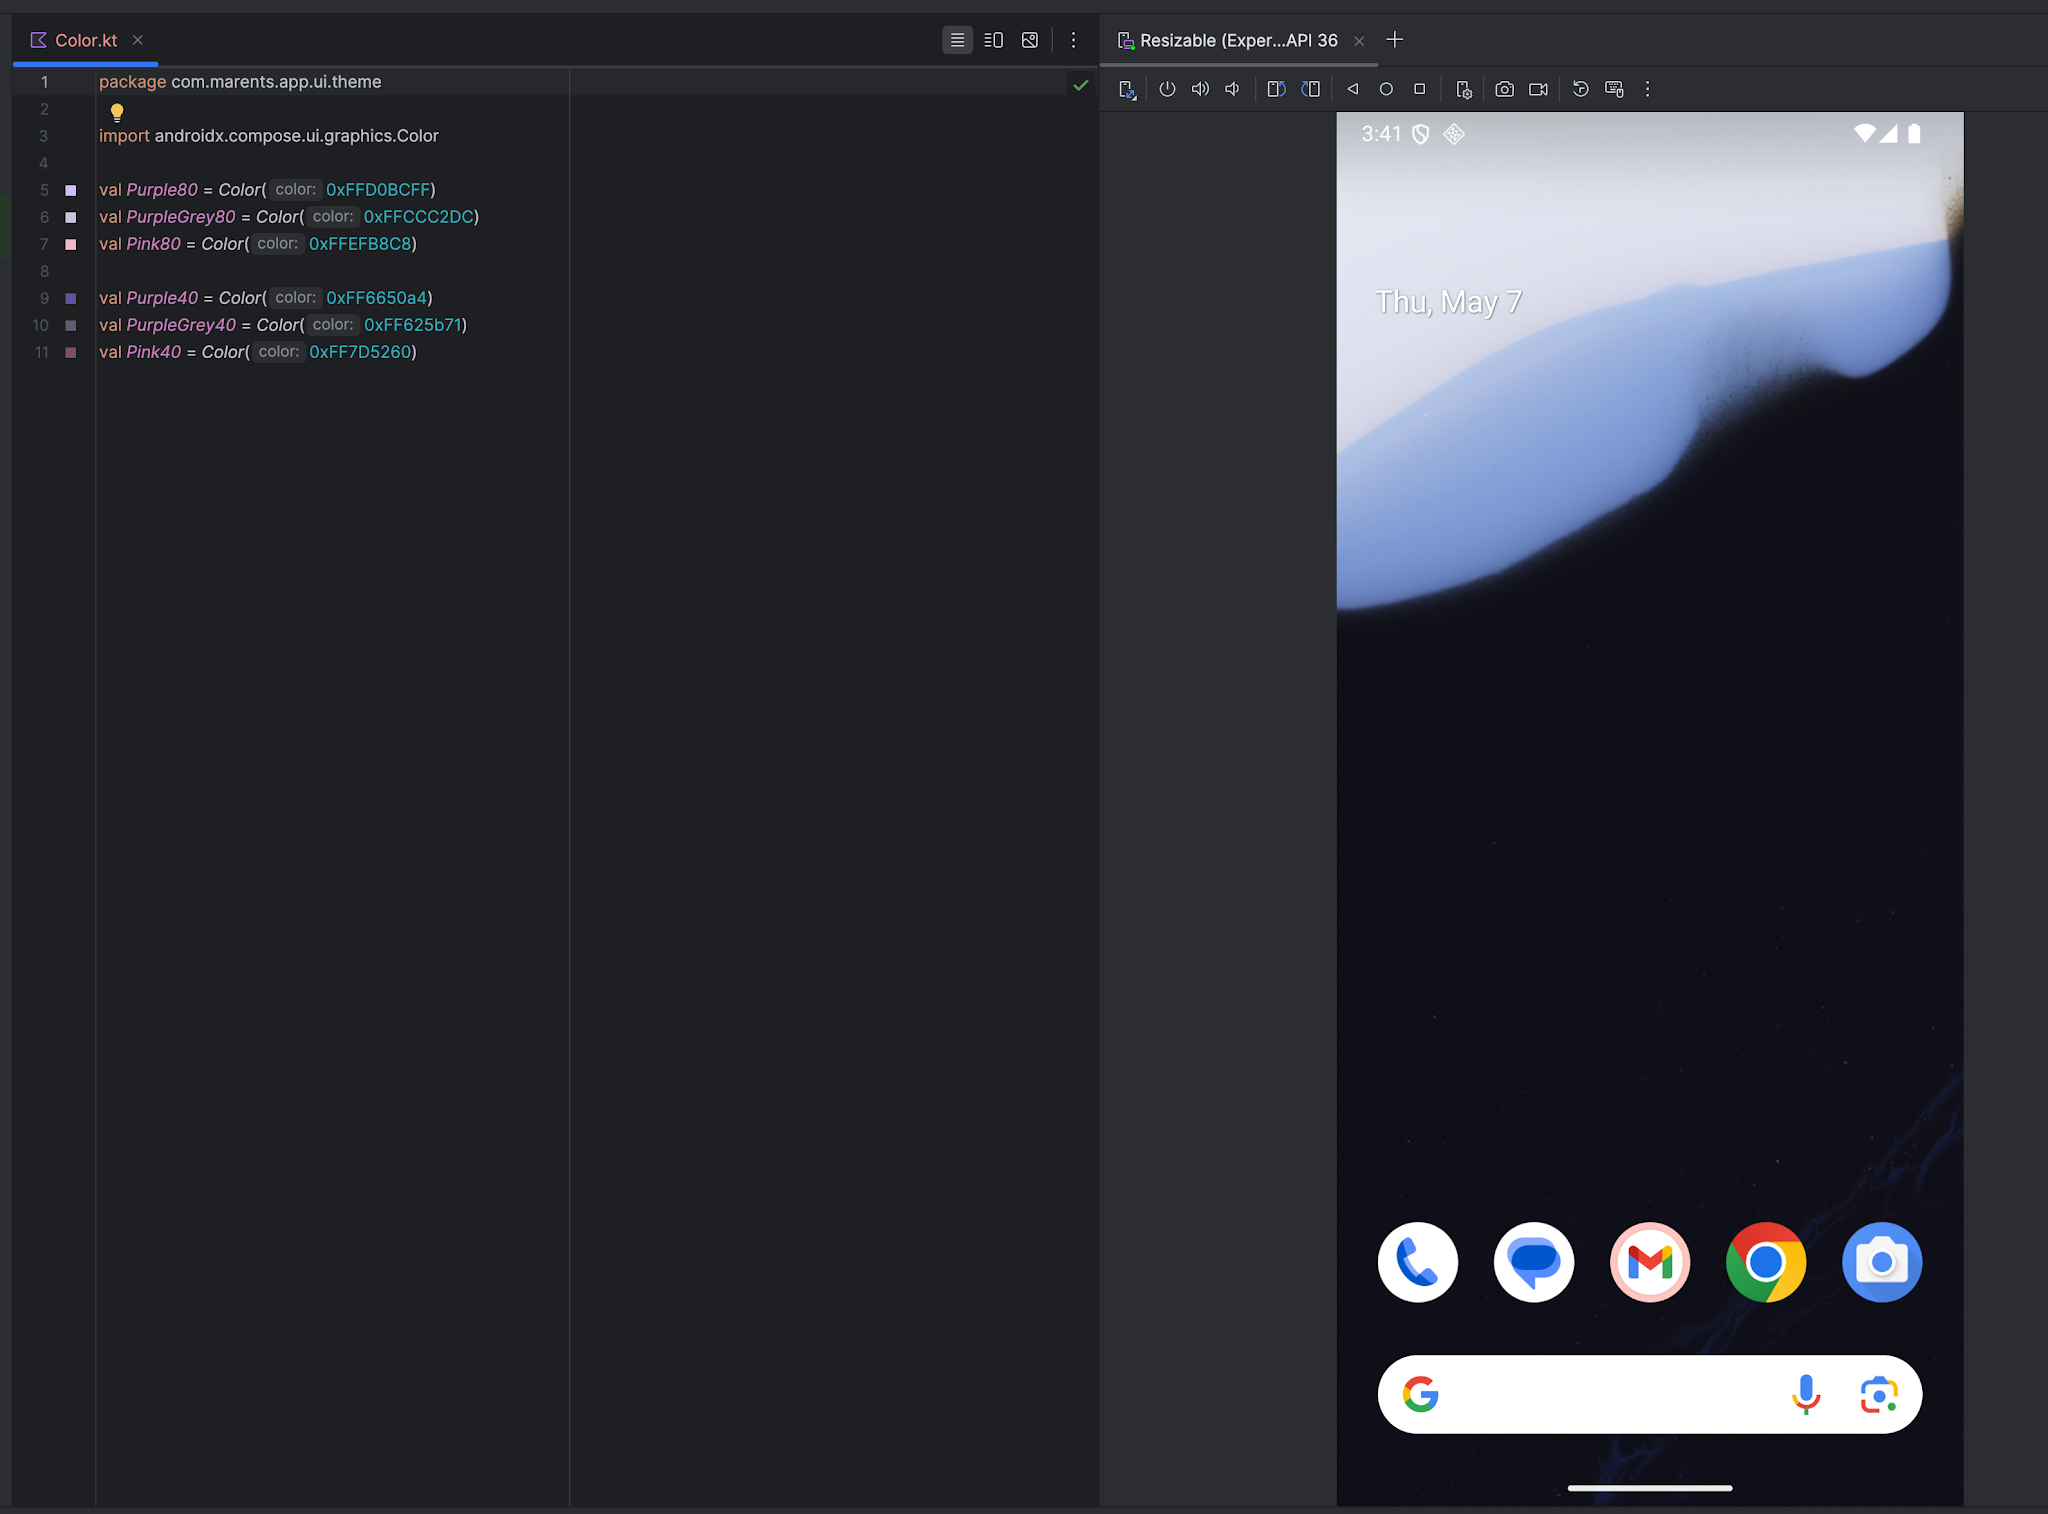 Color.kt
1 package com.marents.app.ui.theme
2
3 import androidx.compose.ui.graphics.Color
4
5 val Purple80 = Color( color: 0xFFD0BCFF)
6 val PurpleGrey80 = Color( color: 0xFFCCC2DC)
7 val Pink80 = Color( color: 0xFFEFB8C8)
8
9 val Purple40 = Color( color: 0xFF6650a4)
10 val PurpleGrey40 = Color( color: 0xFF625b71)
11 val Pink40 = Color( color: 0xFF7D5260)
Resizable (Exper...API 36
3:41
Thu, May 7